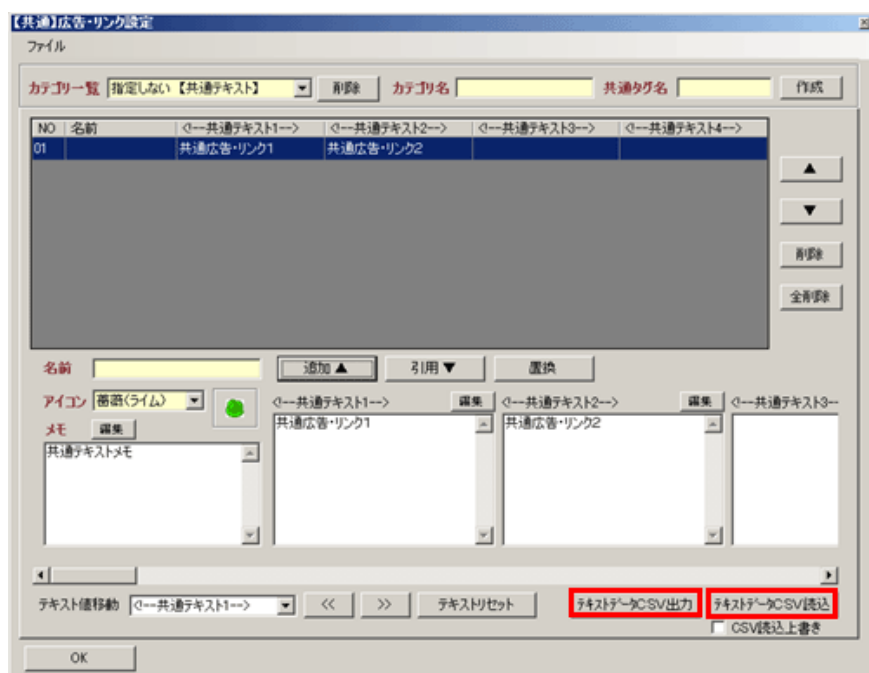 【共通】広告・リンク設定
ファイル
カテゴリ一覧 指定しない【共通テキスト】 削除 カテゴリ名 共通タグ名 作成
NO 名前 <!--共通テキスト1--> <!--共通テキスト2--> <!--共通テキスト3--> <!--共通テキスト4-->
01 共通広告・リンク1 共通広告・リンク2
▲
▼
削除
全削除
名前 追加▲ 引用▼ 置換
アイコン 薔薇(ライム) <!--共通テキスト1--> 編集 <!--共通テキスト2--> 編集 <!--共通テキスト3--
メモ 編集 共通広告・リンク1 共通広告・リンク2
共通テキストメモ
テキスト値移動 <!--共通テキスト1--> << >> テキストリセット テキストデータCSV出力 テキストデータCSV読込
CSV読込上書き
OK